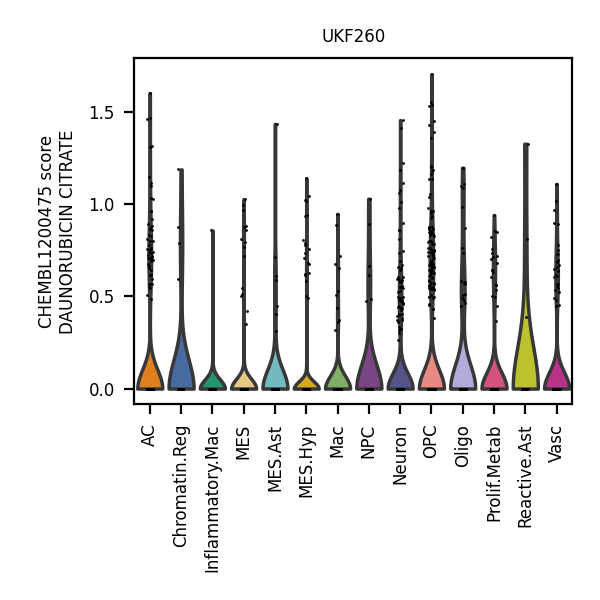 UKF260
CHEMBL1200475 score
DAUNORUBICIN CITRATE
1.5
1.0
0.5
0.0
AC
Chromatin.Reg
Inflammatory.Mac
MES
MES.Ast
MES.Hyp
Mac
NPC
Neuron
OPC
Oligo
Prolif.Metab
Reactive.Ast
Vasc